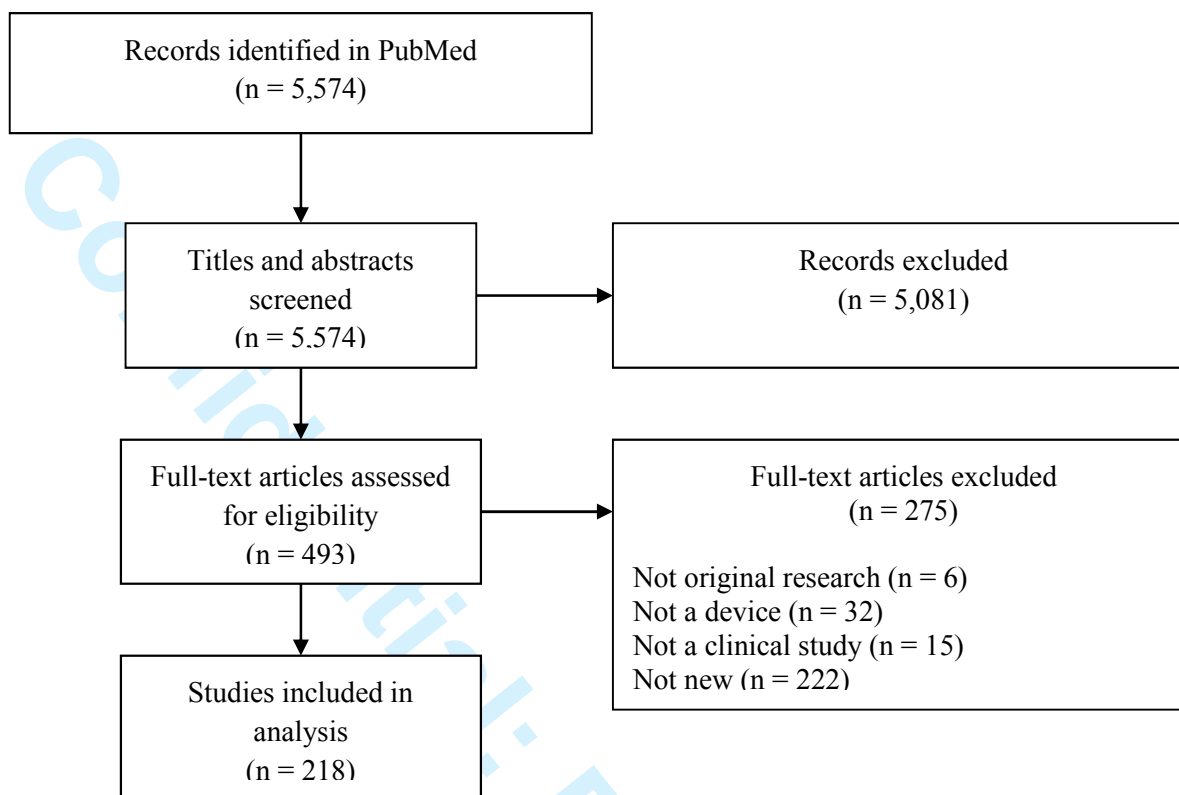 Records identified in PubMed
(n = 5,574)
Titles and abstracts
screened
(n = 5,574)
Records excluded
(n = 5,081)
Full-text articles assessed
for eligibility
(n = 493)
Full-text articles excluded
(n = 275)
Not original research (n = 6)
Not a device (n = 32)
Not a clinical study (n = 15)
Not new (n = 222)
Studies included in
analysis
(n = 218)